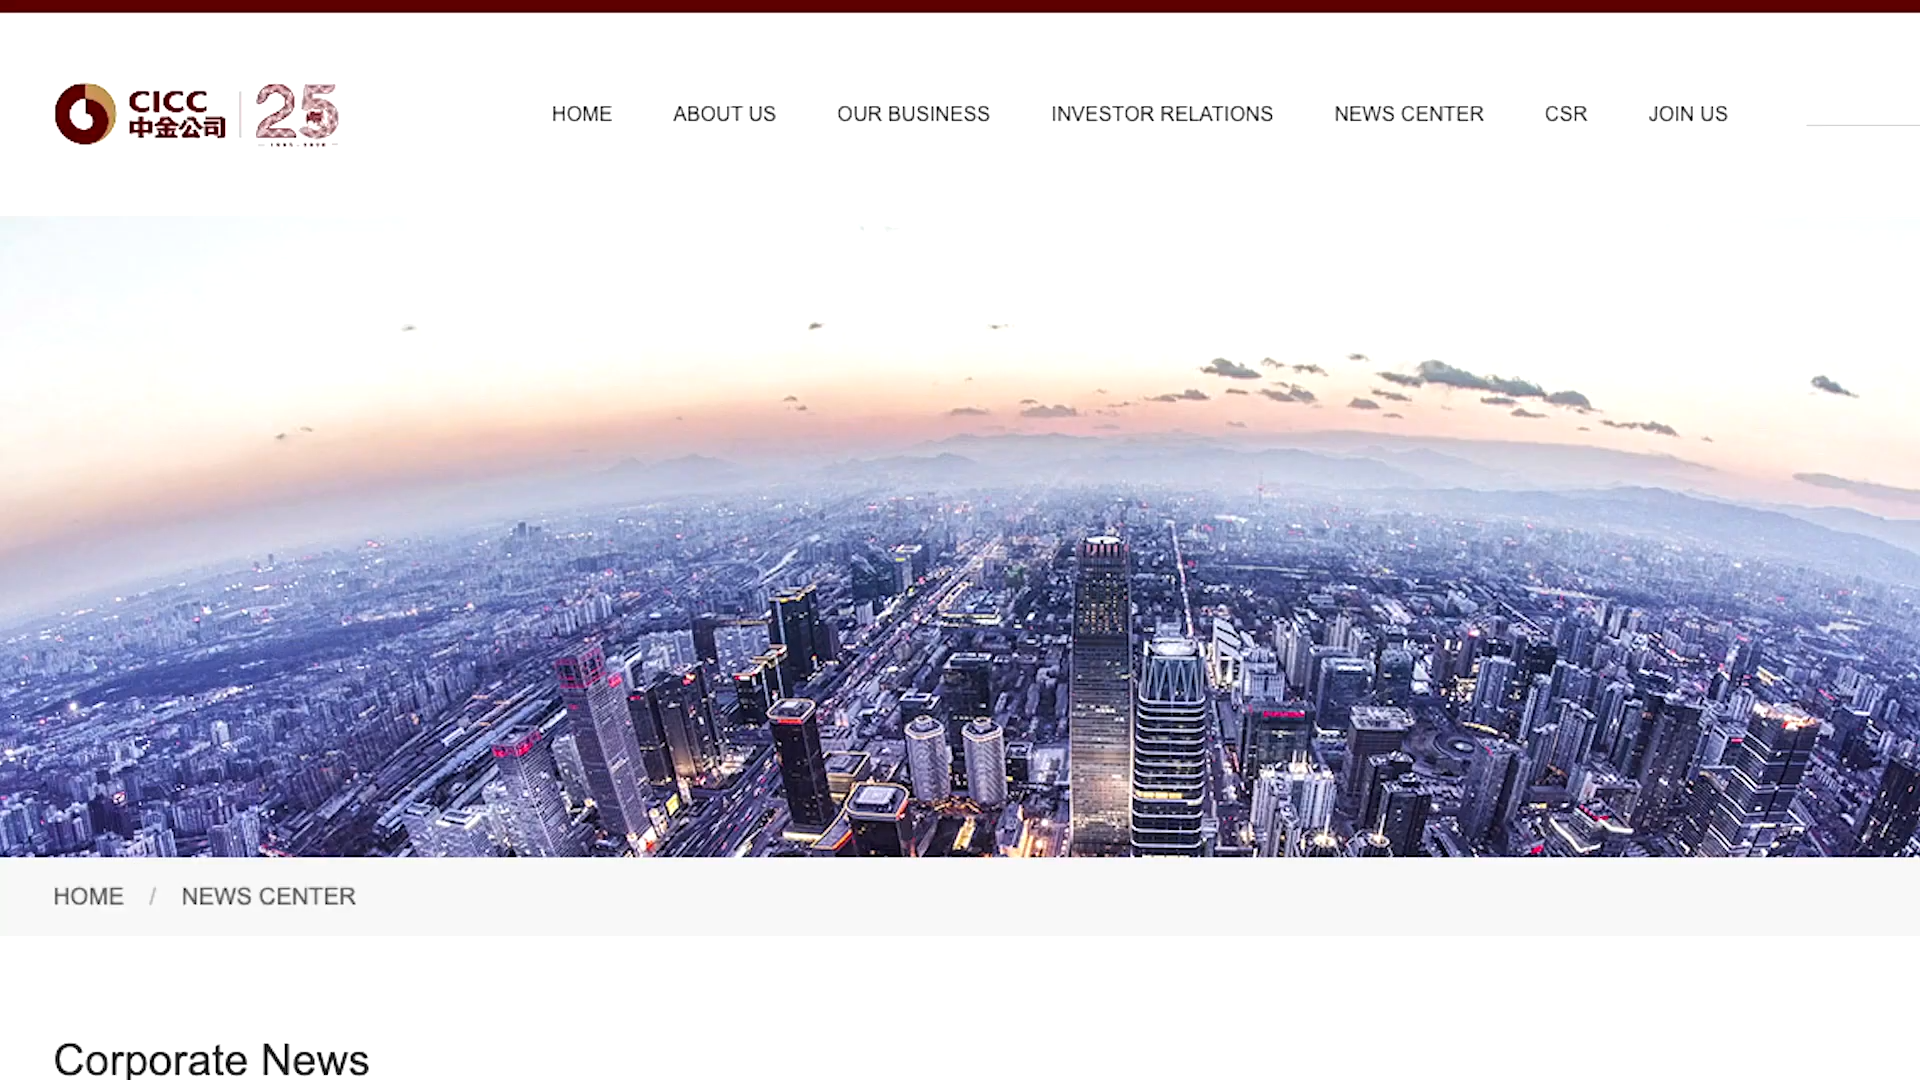 CICC
中金公司
25
HOME
ABOUT US
OUR BUSINESS
INVESTOR RELATIONS
NEWS CENTER
CSR
JOIN US
HOME / NEWS CENTER
Corporate News